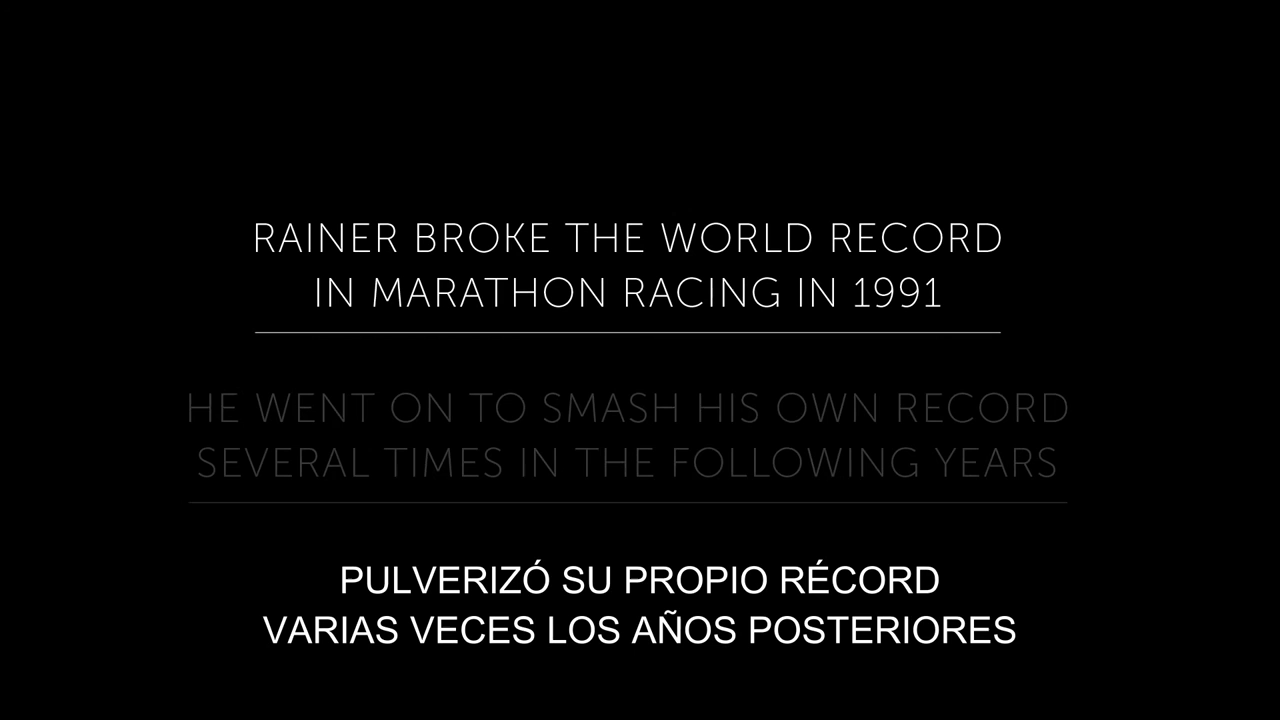 RAINER BROKE THE WORLD RECORD
IN MARATHON RACING IN 1991
HE WENT ON TO SMASH HIS OWN RECORD
SEVERAL TIMES IN THE FOLLOWING YEARS
PULVERIZÓ SU PROPIO RÉCORD
VARIAS VECES LOS AÑOS POSTERIORES